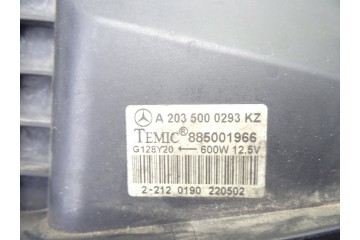 A 203 500 0293 KZ
TEMIC® 885001966
G128Y20 ← 600W 12.5V
2-212 0190 220502